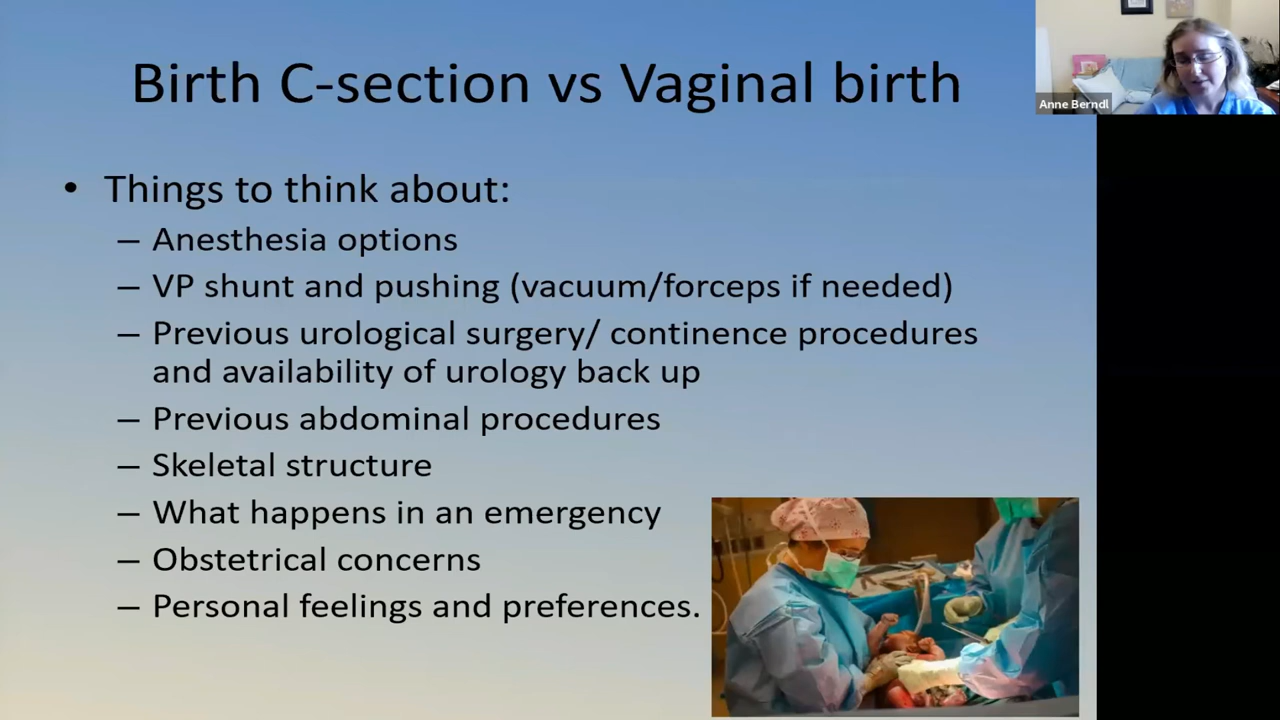 Birth C-section vs Vaginal birth
Anne Berndl
• Things to think about:
– Anesthesia options
– VP shunt and pushing (vacuum/forceps if needed)
– Previous urological surgery/ continence procedures
and availability of urology back up
– Previous abdominal procedures
– Skeletal structure
– What happens in an emergency
– Obstetrical concerns
– Personal feelings and preferences.